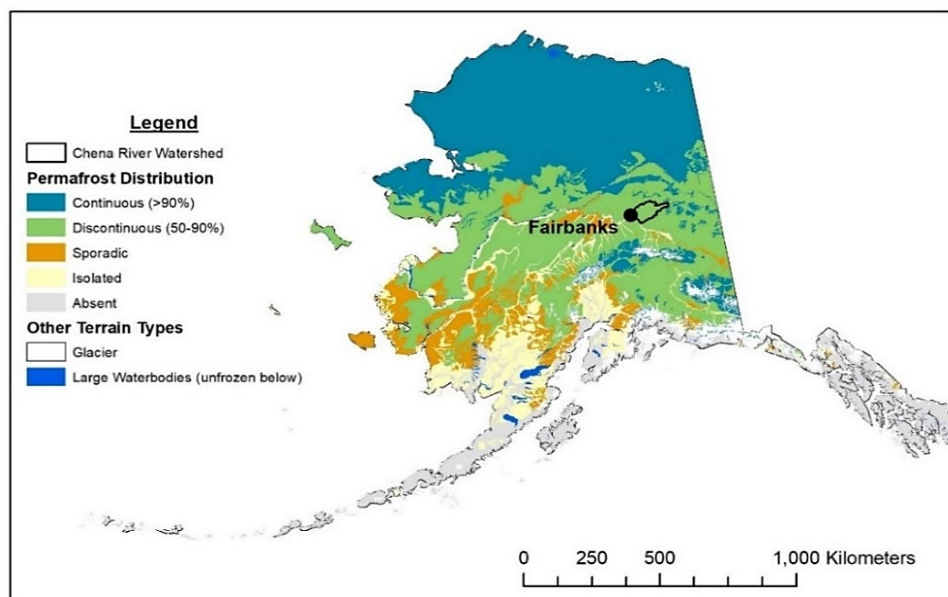 Legend
Chena River Watershed
Permafrost Distribution
Continuous (>90%)
Discontinuous (50-90%)
Sporadic
Isolated
Absent
Other Terrain Types
Glacier
Large Waterbodies (unfrozen below)
Fairbanks
0 250 500 1,000 Kilometers